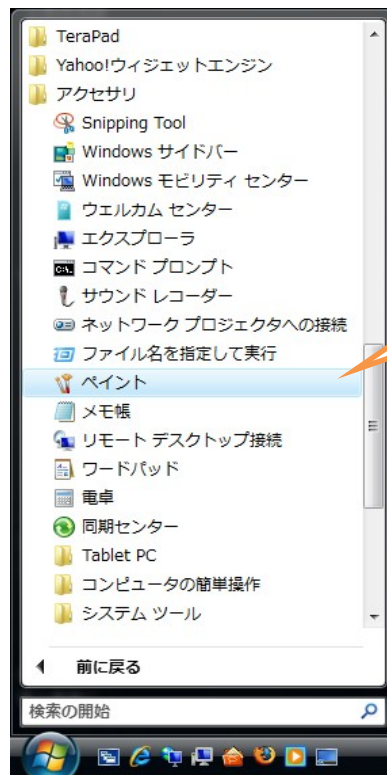 TeraPad
Yahoo!ウィジェットエンジン
アクセサリ
Snipping Tool
Windows サイドバー
Windows モビリティ センター
ウェルカム センター
エクスプローラ
コマンド プロンプト
サウンド レコーダー
ネットワーク プロジェクタへの接続
ファイル名を指定して実行
ペイント
メモ帳
リモート デスクトップ接続
ワードパッド
電卓
同期センター
Tablet PC
コンピュータの簡単操作
システム ツール
前に戻る
検索の開始